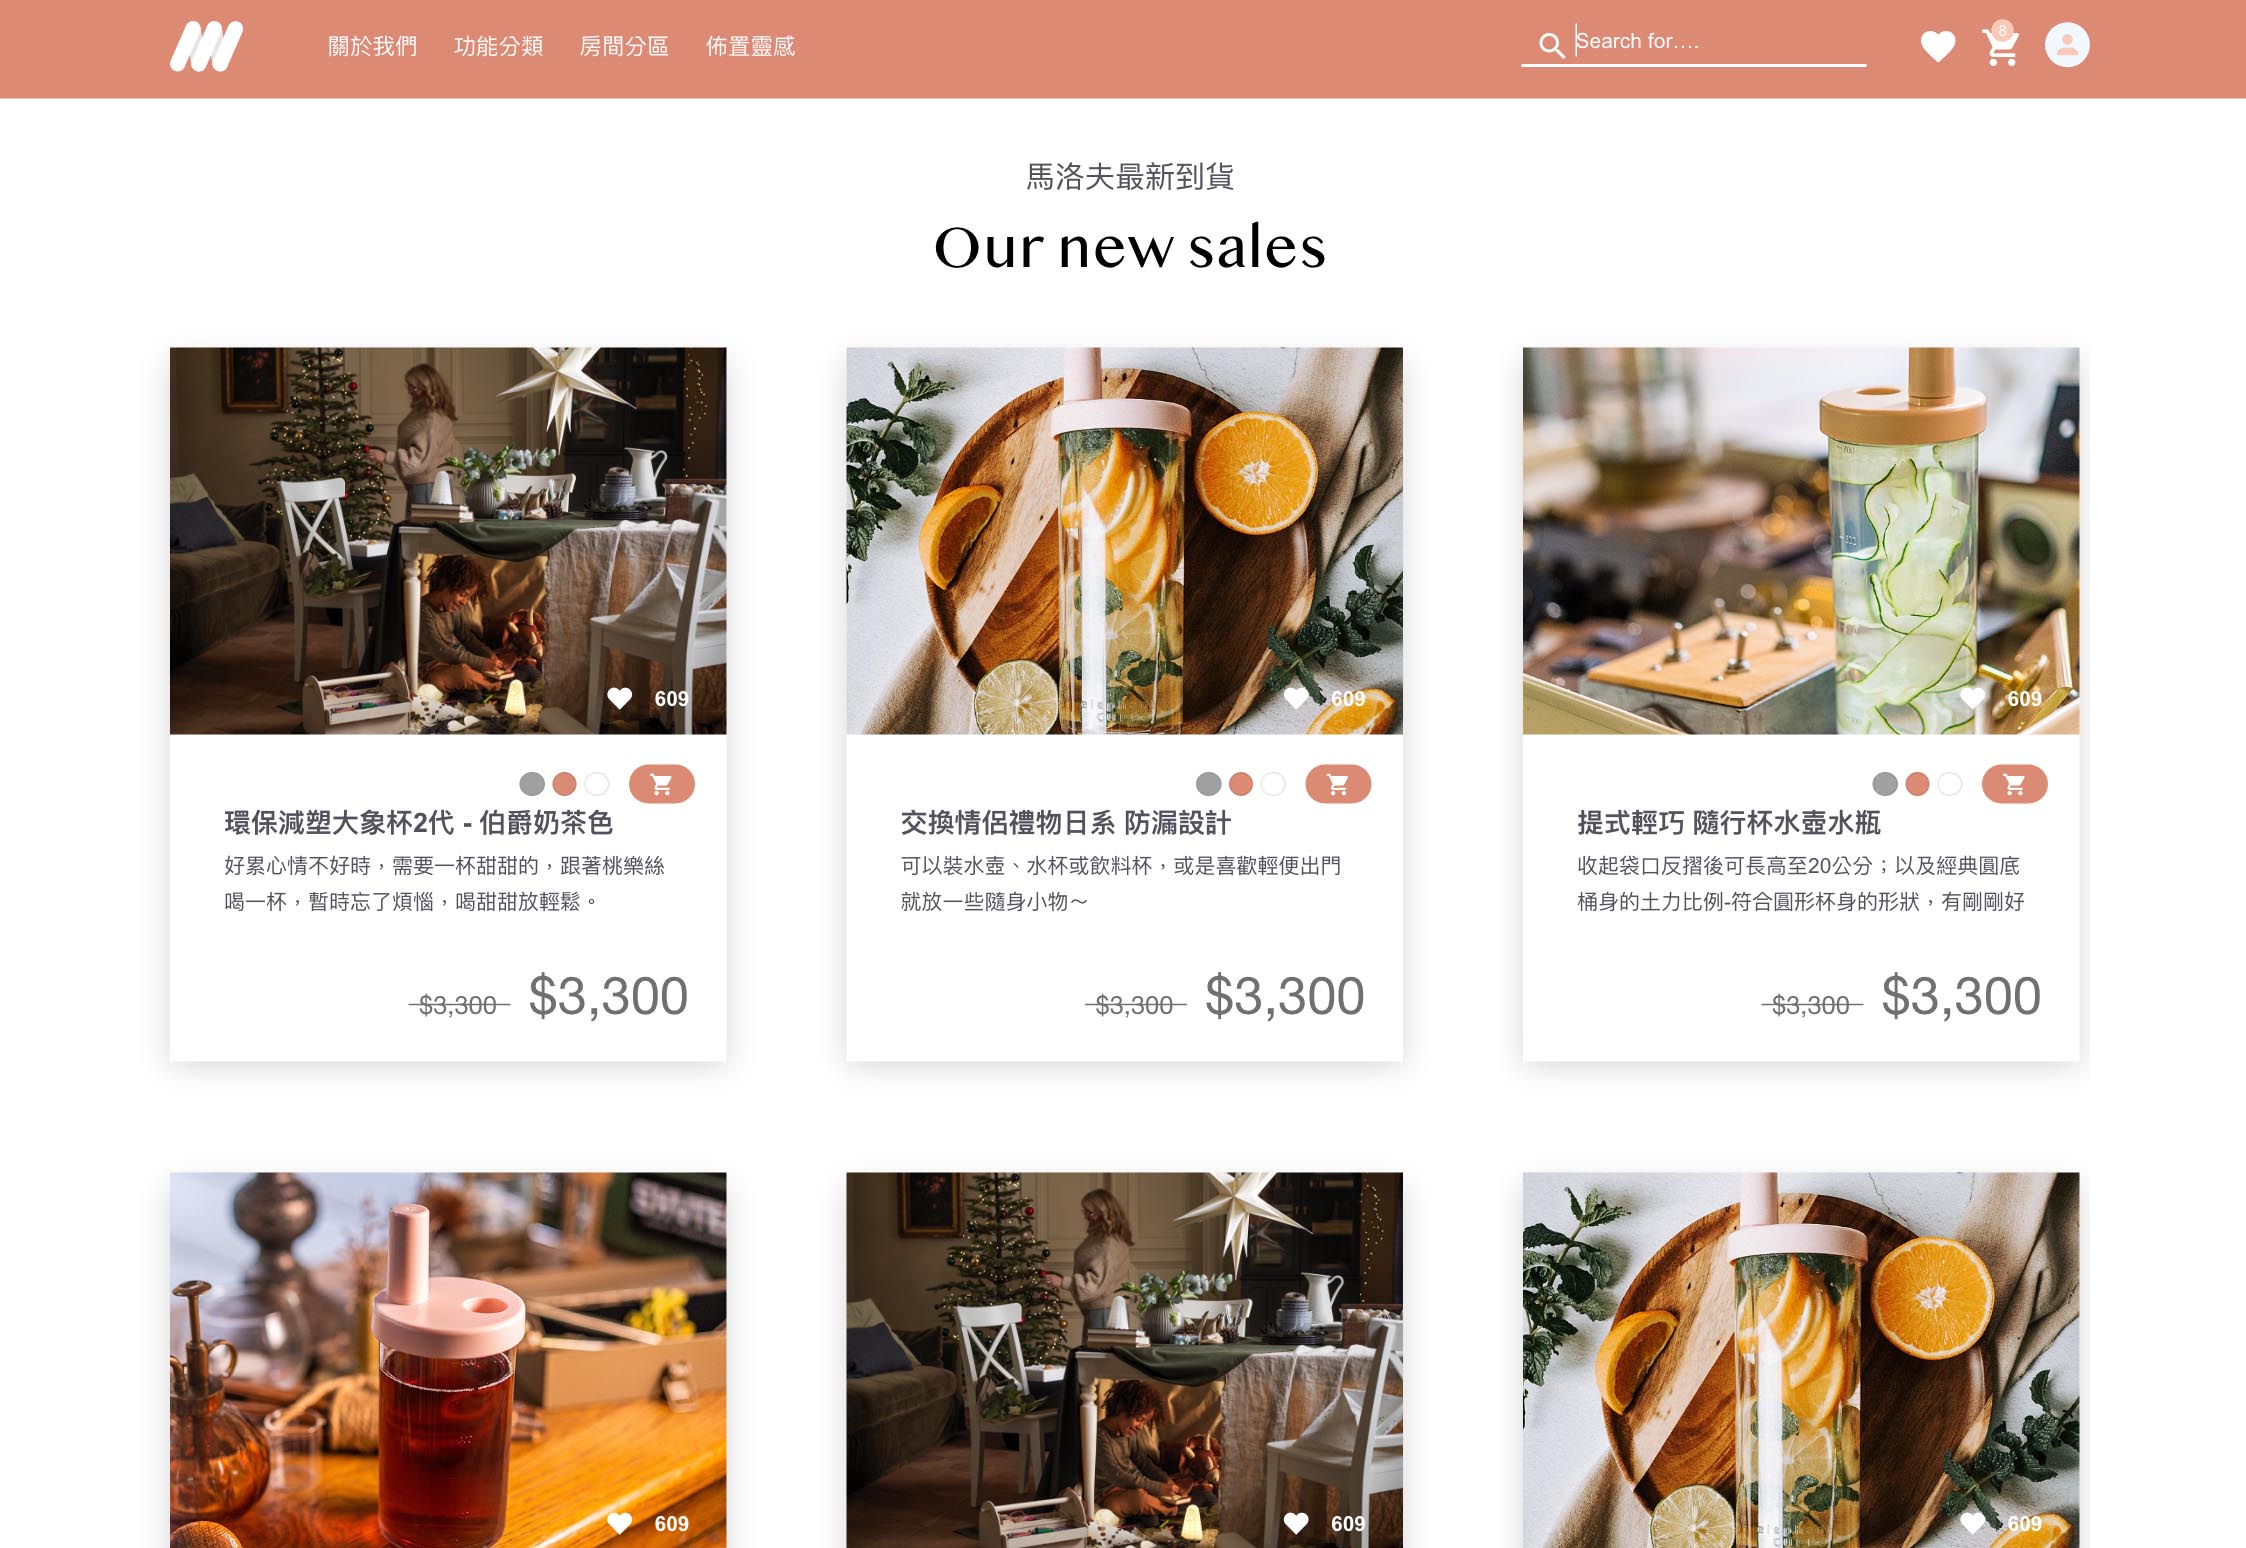 關於我們 功能分類 房間分區 佈置靈感 Search for.... 8
馬洛夫最新到貨
Our new sales
609 609 609
環保減塑大象杯2代 - 伯爵奶茶色
好累心情不好時，需要一杯甜甜的，跟著桃樂絲
喝一杯，暫時忘了煩惱，喝甜甜放輕鬆。
$3,300 $3,300
交換情侶禮物日系 防漏設計
可以裝水壺、水杯或飲料杯，或是喜歡輕便出門
就放一些隨身小物～
$3,300 $3,300
提式輕巧 隨行杯水壺水瓶
收起袋口反摺後可長高至20公分；以及經典圓底
桶身的土力比例-符合圓形杯身的形狀，有剛剛好
$3,300 $3,300
609 609 609